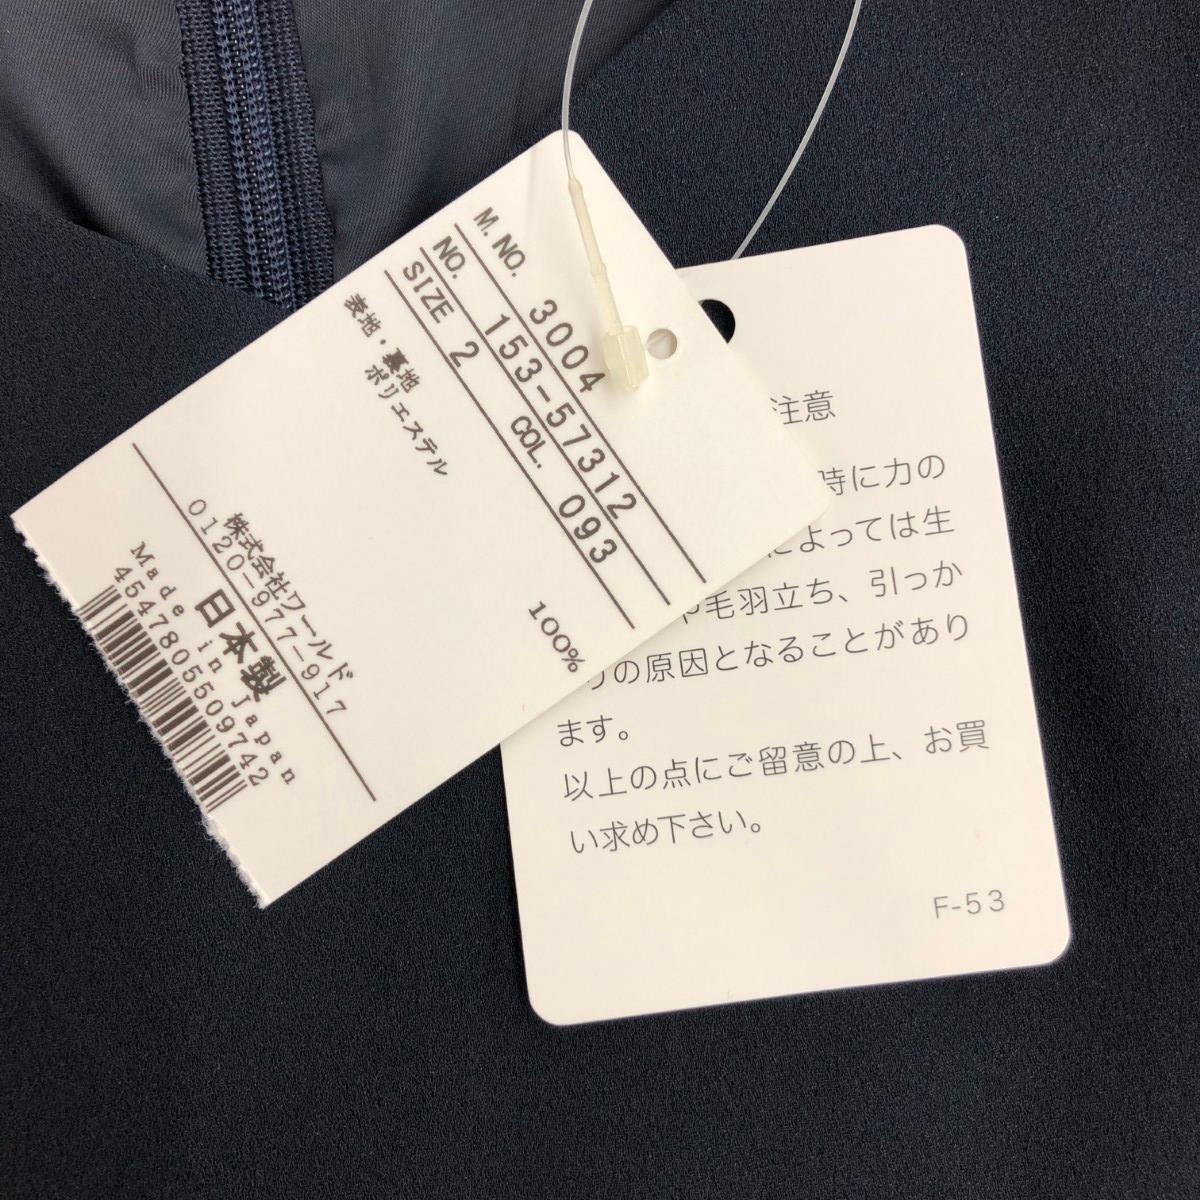 M. NO. 3004
NO. 153-57312
SIZE 2 COL. 093
表地・裏地
ポリエステル 100%
株式会社ワールド
0120-977-917
日本製
Made in Japan
4547805509742
注意
時に力の
によっては生
や毛羽立ち、引っか
りの原因となることがあり
ます。
以上の点にご留意の上、お買
い求め下さい。
F-53